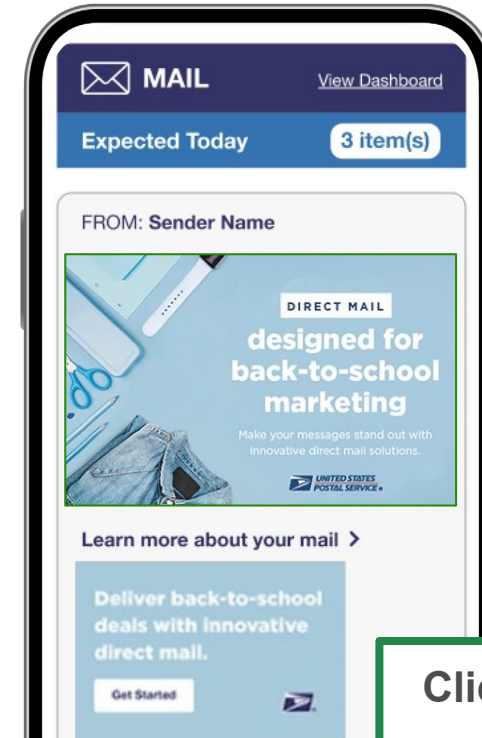 MAIL
View Dashboard
Expected Today
3 item(s)
FROM: Sender Name
DIRECT MAIL
designed for
back-to-school
marketing
Make your messages stand out with
innovative direct mail solutions.
UNITED STATES
POSTAL SERVICE
Learn more about your mail >
Deliver back-to-school
deals with innovative
direct mail.
Get Started